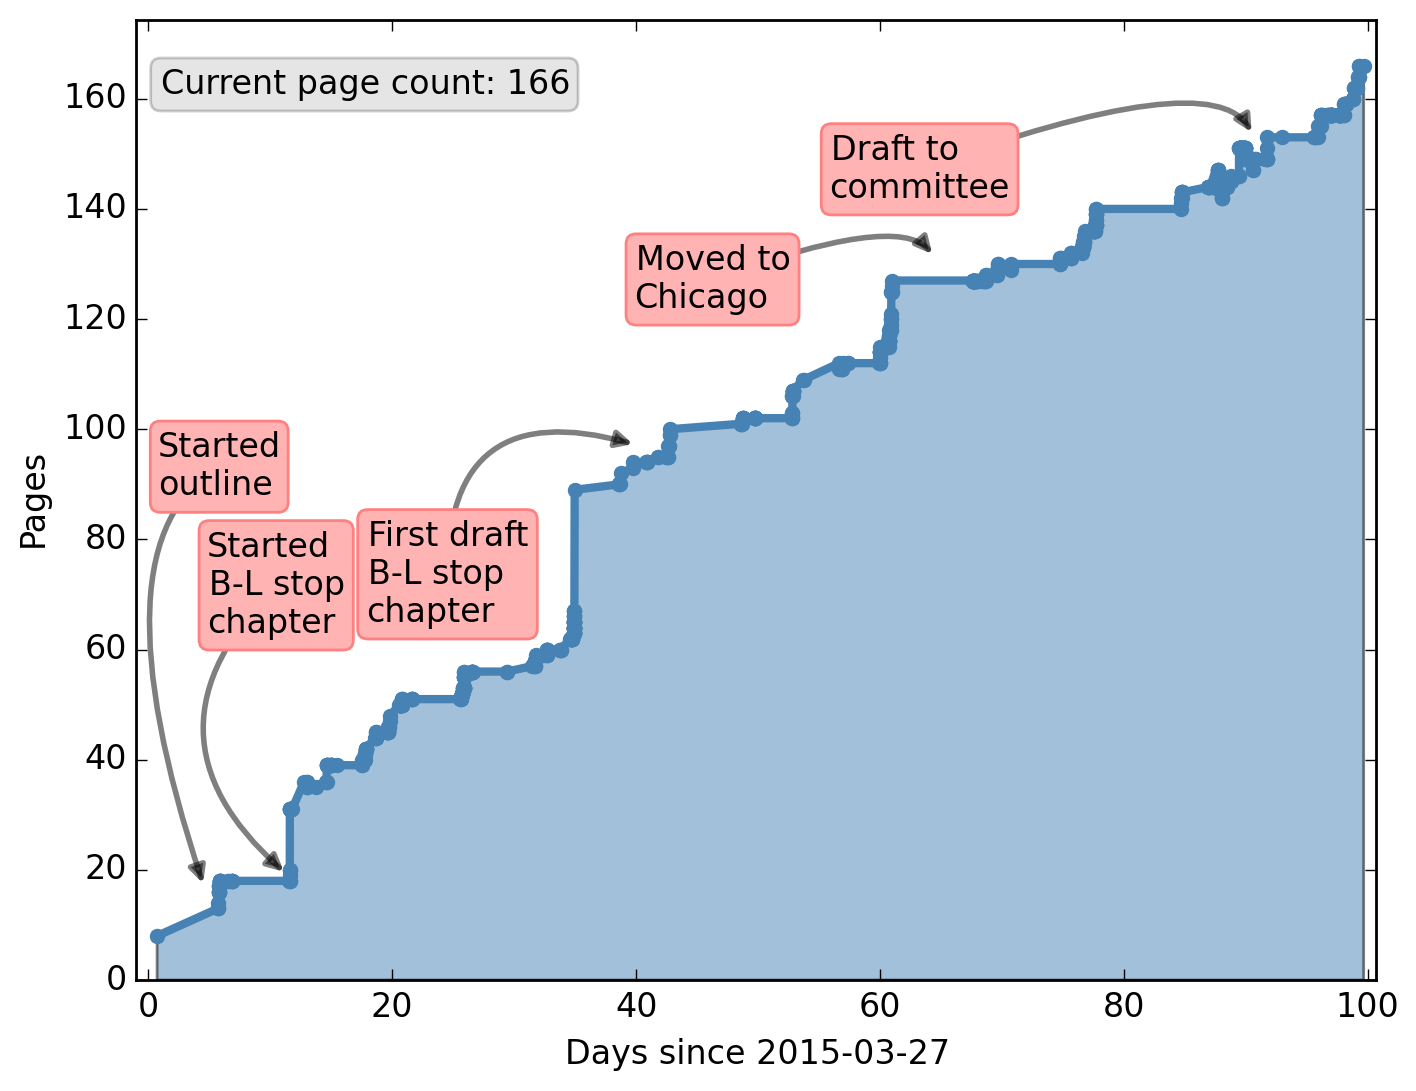 Current page count: 166
Draft to
committee
Moved to
Chicago
Started
outline
Started
B-L stop
chapter
First draft
B-L stop
chapter
Pages
160
140
120
100
80
60
40
20
0
0 20 40 60 80 100
Days since 2015-03-27